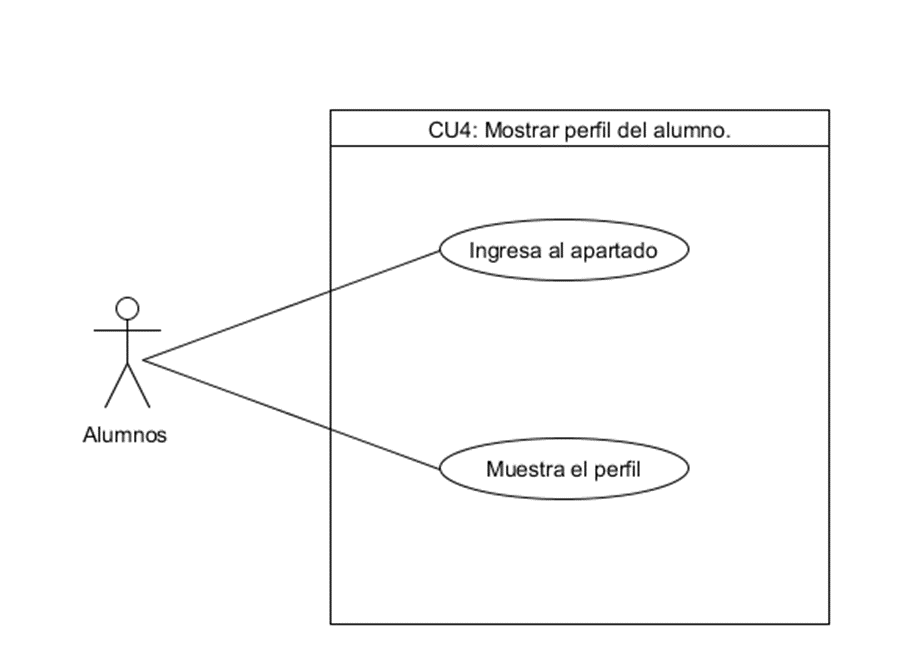 CU4: Mostrar perfil del alumno.
Ingresa al apartado
Alumnos
Muestra el perfil